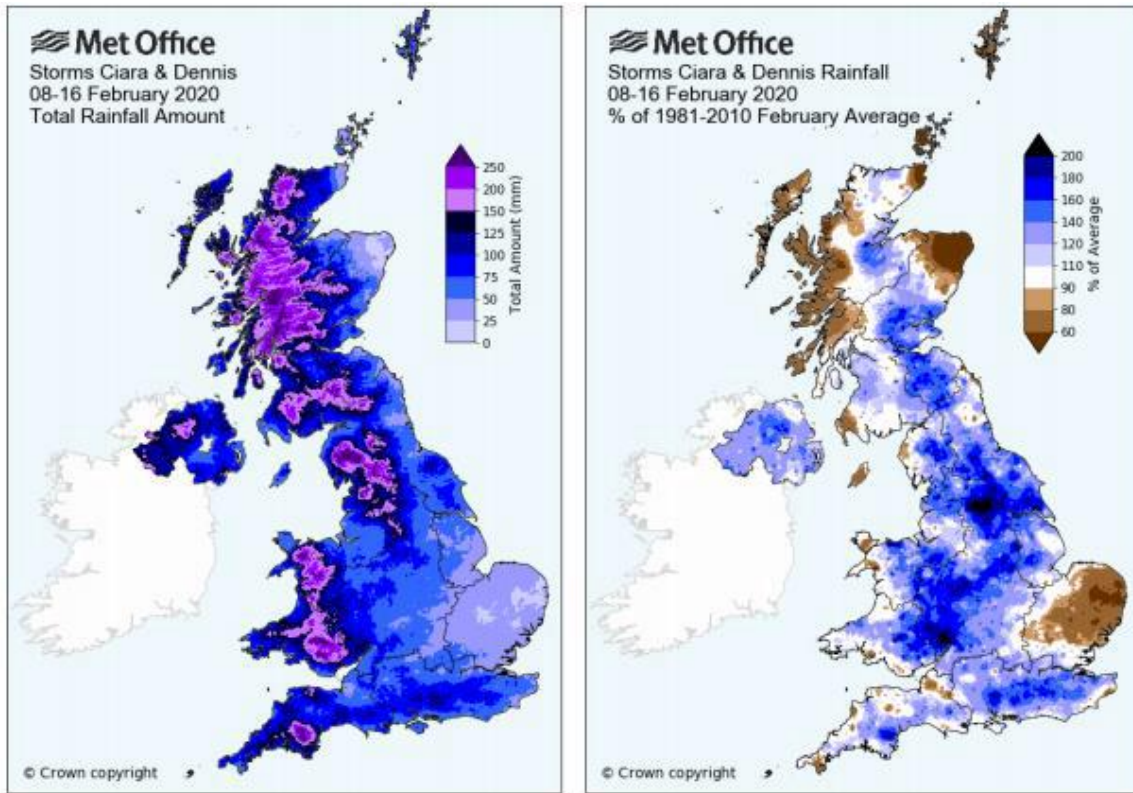 Met Office
Storms Ciara & Dennis
08-16 February 2020
Total Rainfall Amount
250
200
150
125
100
75
50
25
0
Total Amount (mm)
© Crown copyright
Met Office
Storms Ciara & Dennis Rainfall
08-16 February 2020
% of 1981-2010 February Average
200
180
160
140
120
110
90
80
60
% of Average
© Crown copyright